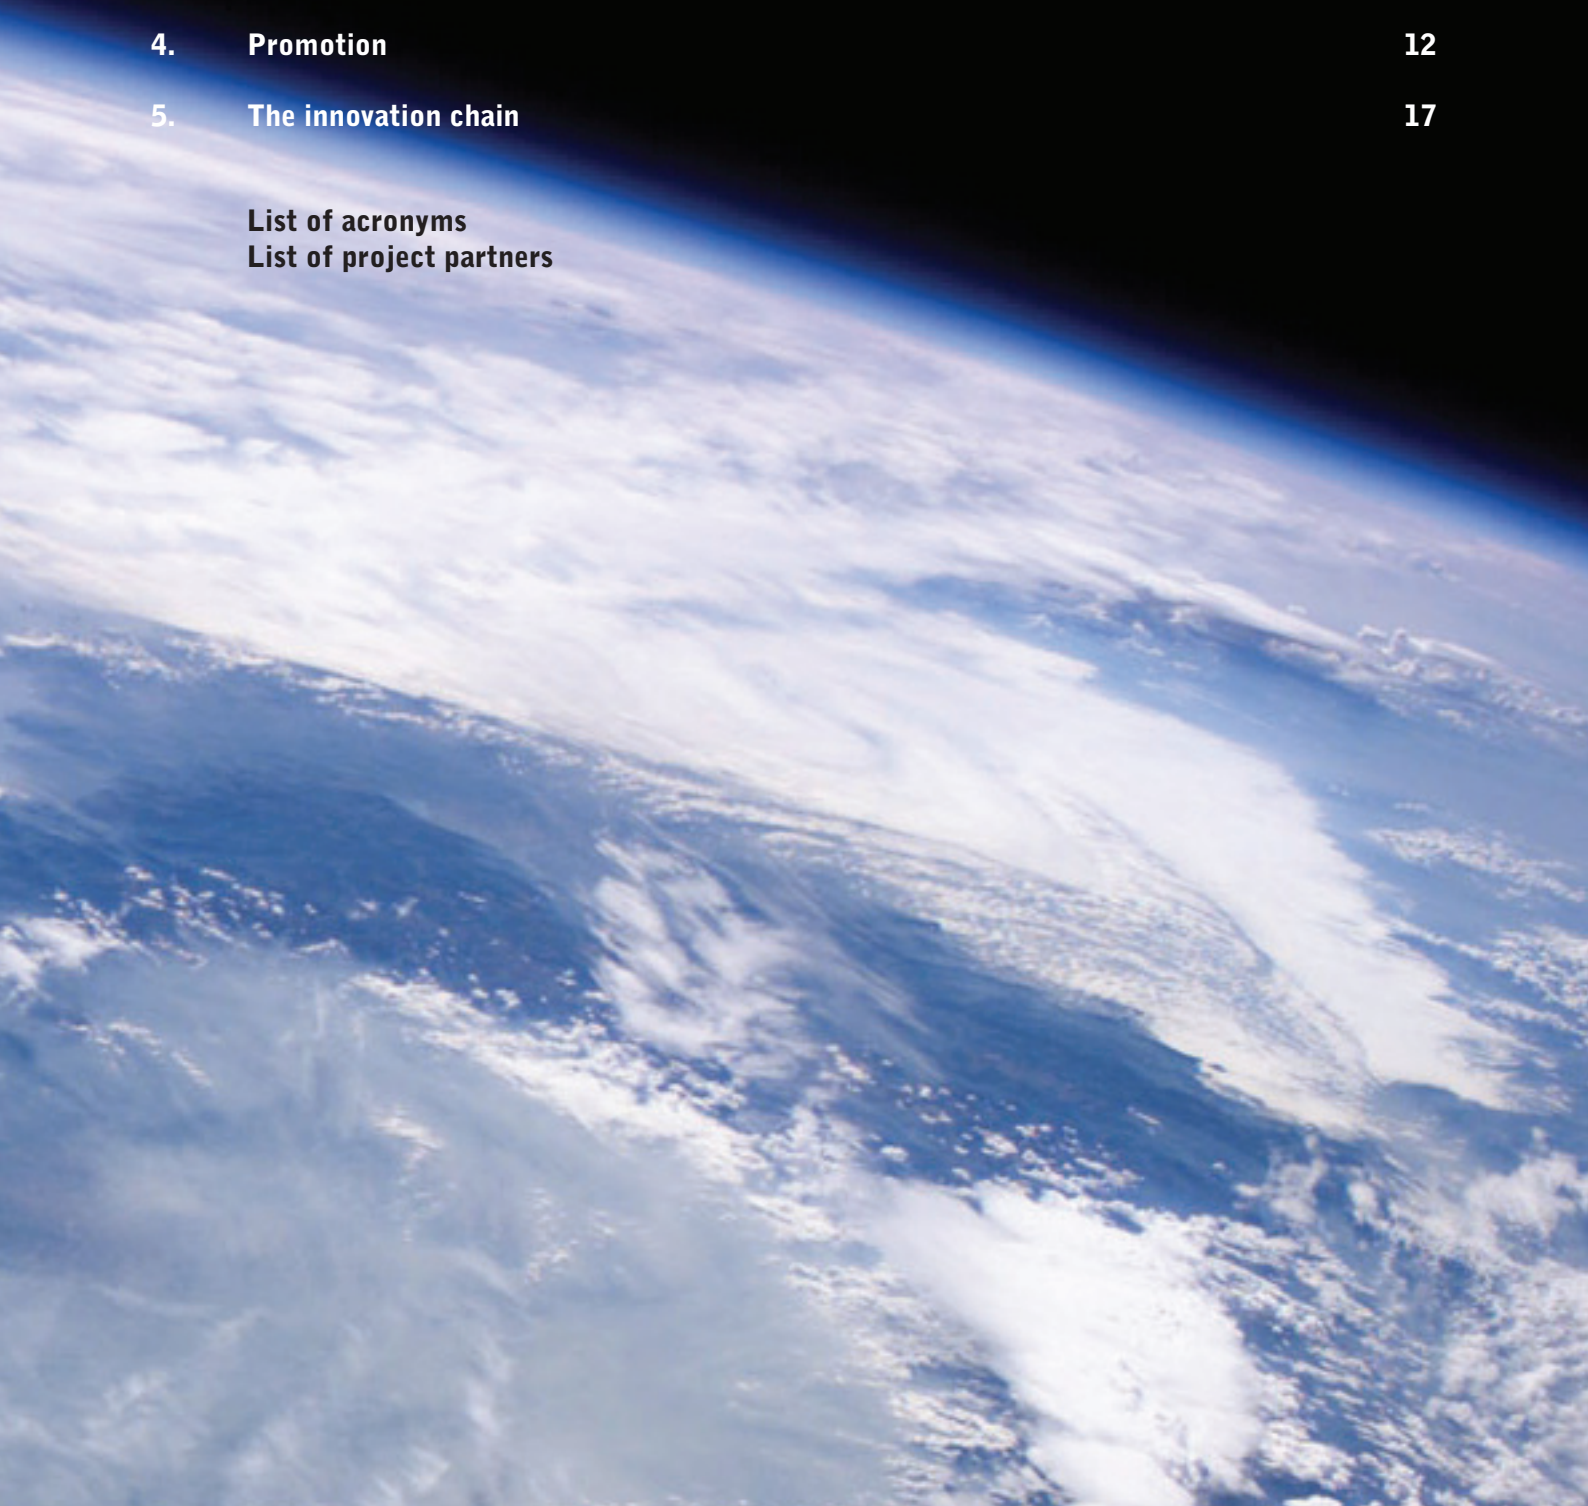 4. Promotion 12
5. The innovation chain 17
List of acronyms
List of project partners